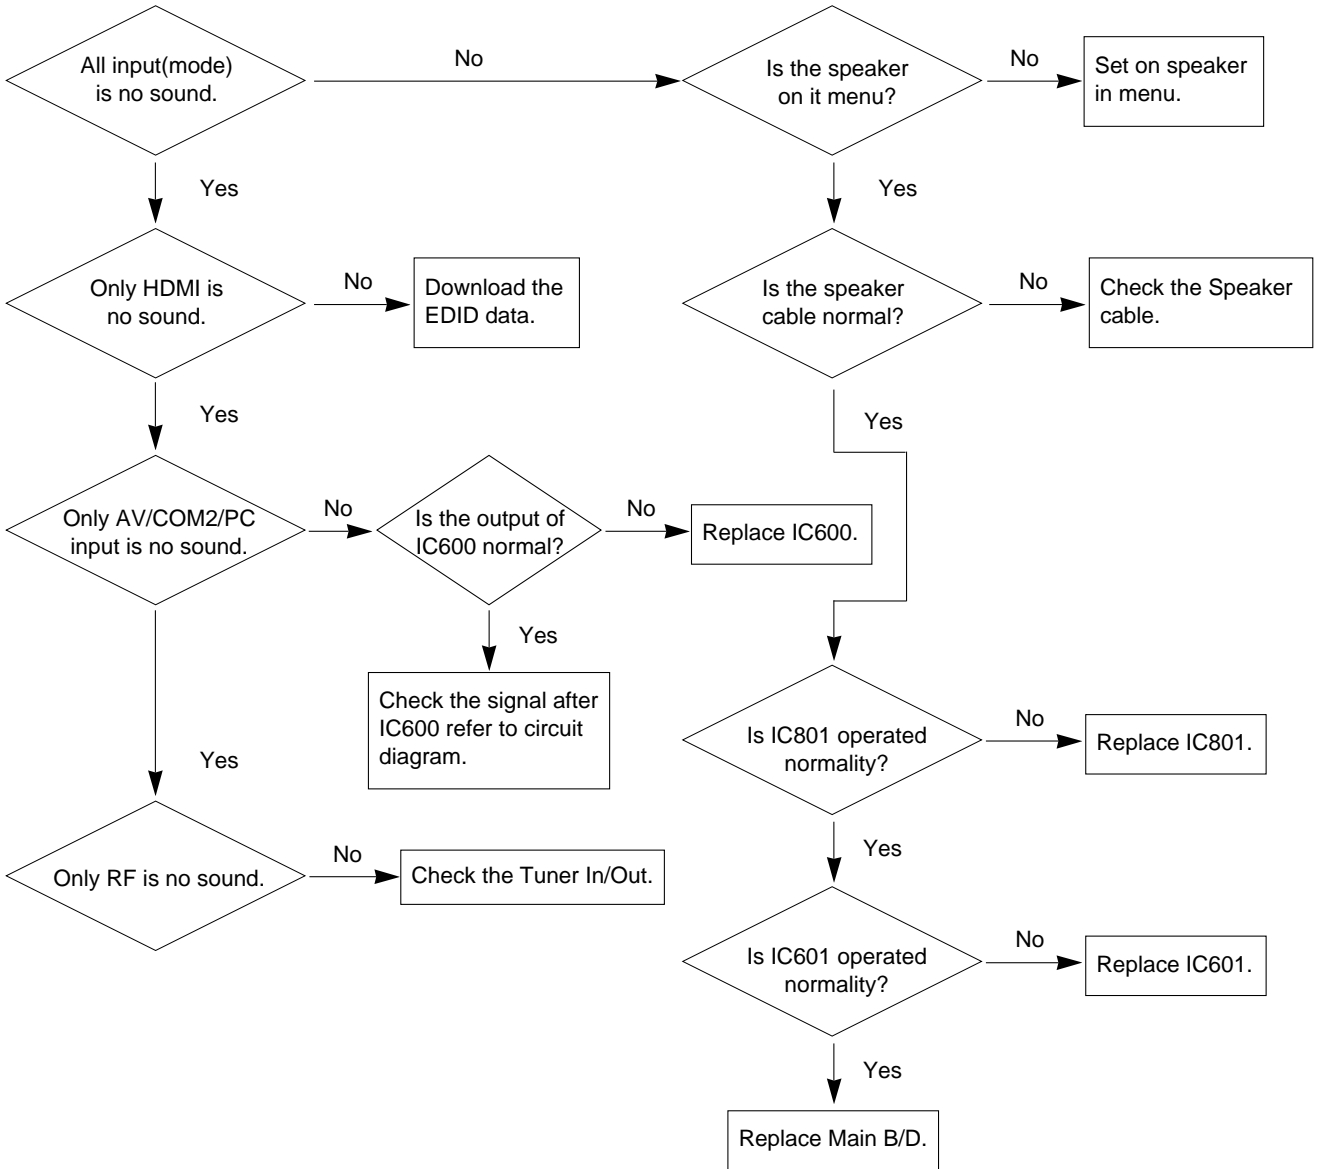 All input(mode)
is no sound.
No
Is the speaker
on it menu?
No
Set on speaker
in menu.
Yes
Yes
Only HDMI is
no sound.
No
Download the
EDID data.
Is the speaker
cable normal?
No
Check the Speaker
cable.
Yes
Yes
Only AV/COM2/PC
input is no sound.
No
Is the output of
IC600 normal?
No
Replace IC600.
Yes
Check the signal after
IC600 refer to circuit
diagram.
Yes
Is IC801 operated
normality?
No
Replace IC801.
Yes
Only RF is no sound.
No
Check the Tuner In/Out.
Is IC601 operated
normality?
No
Replace IC601.
Yes
Replace Main B/D.